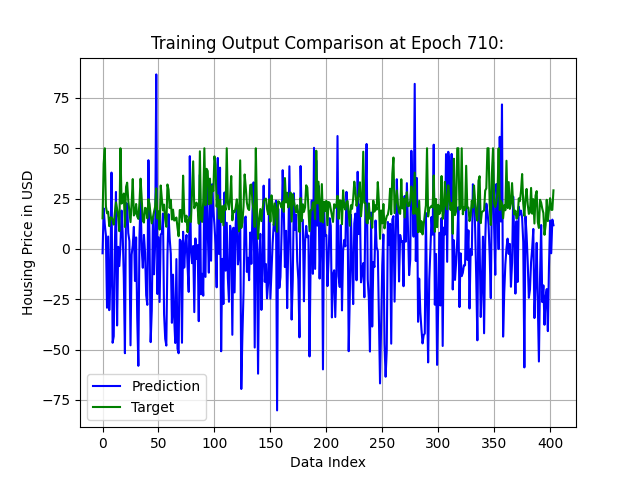 Training Output Comparison at Epoch 710:
Housing Price in USD
75
50
25
0
−25
−50
−75
Prediction
Target
0 50 100 150 200 250 300 350 400
Data Index